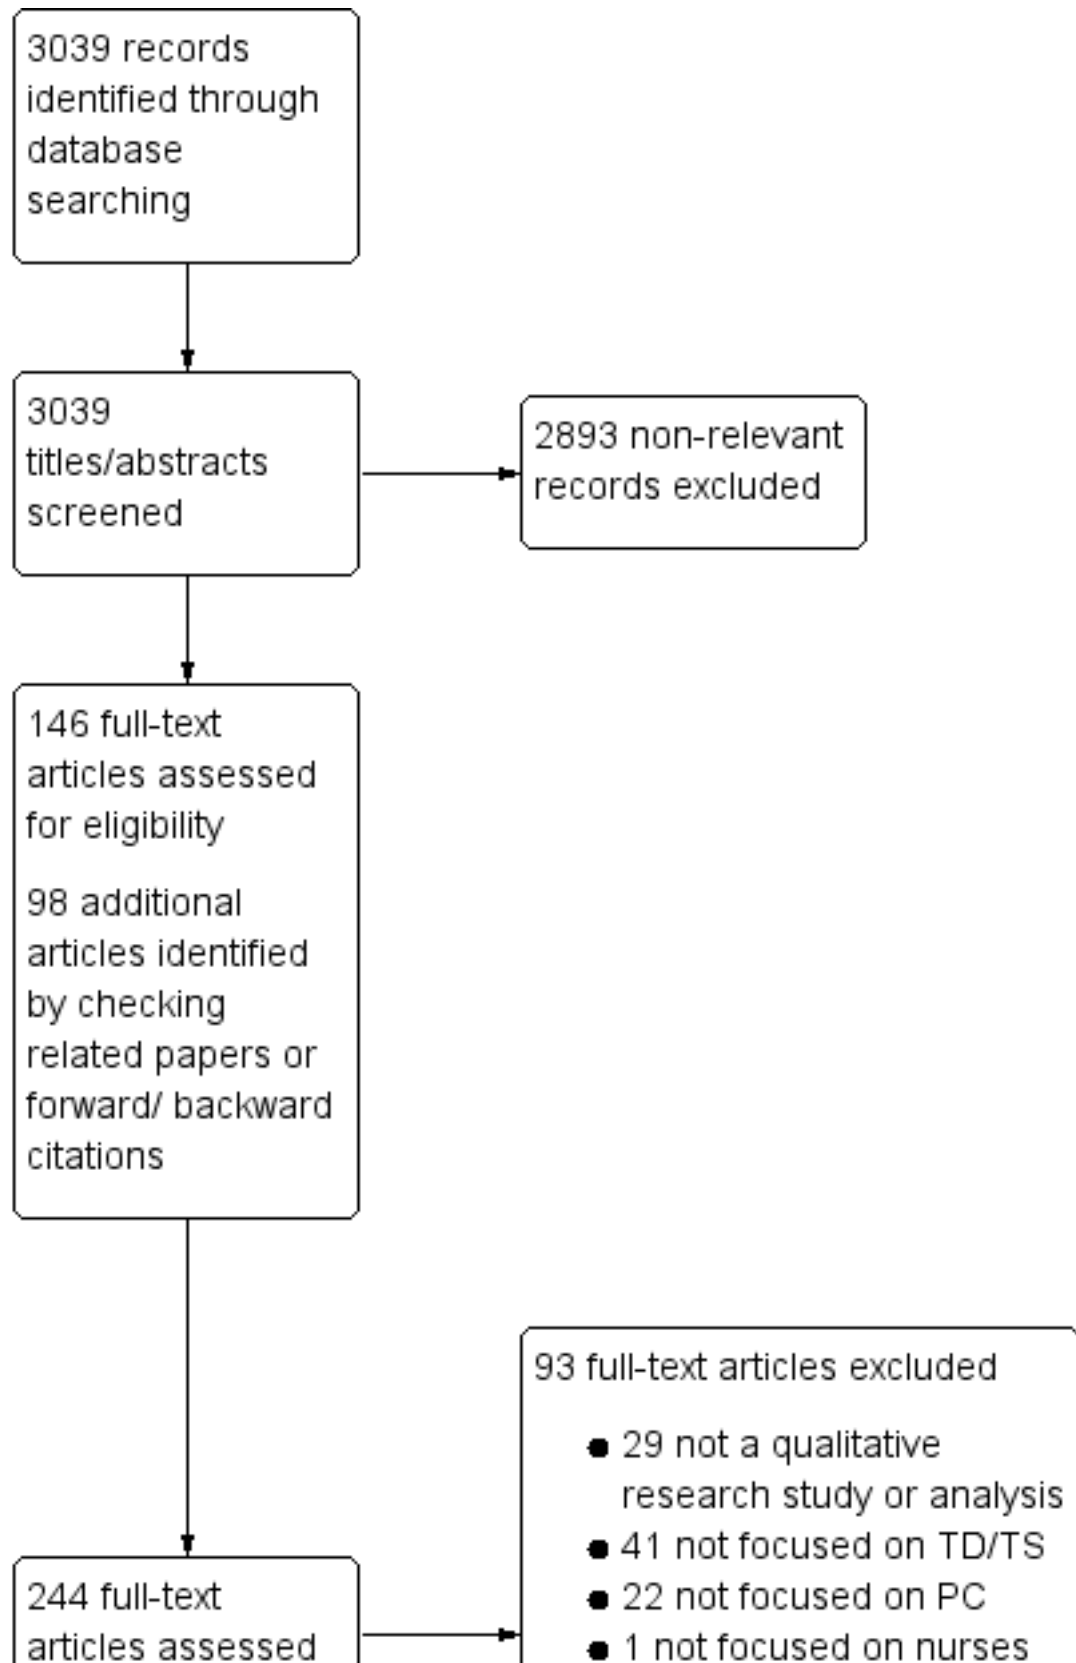 3039 records
identified through
database
searching
3039
titles/abstracts
screened
2893 non-relevant
records excluded
146 full-text
articles assessed
for eligibility
98 additional
articles identified
by checking
related papers or
forward/ backward
citations
93 full-text articles excluded
● 29 not a qualitative
research study or analysis
● 41 not focused on TD/TS
● 22 not focused on PC
● 1 not focused on nurses
244 full-text
articles assessed